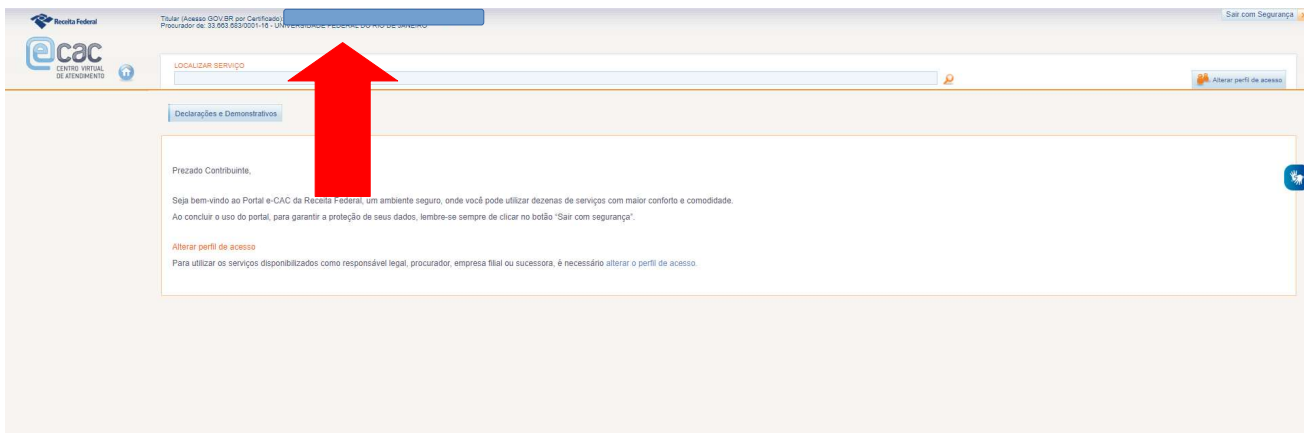 Receita Federal
Titular (Acesso GOV.BR por Certificado):
Procurador de: 33.663.683/0001-16 - UNIVERSIDADE FEDERAL DO RIO DE JANEIRO
Sair com Segurança
ecac
CENTRO VIRTUAL
DE ATENDIMENTO
LOCALIZAR SERVIÇO
Alterar perfil de acesso
Declarações e Demonstrativos
Prezado Contribuinte,
Seja bem-vindo ao Portal e-CAC da Receita Federal, um ambiente seguro, onde você pode utilizar dezenas de serviços com maior conforto e comodidade.
Ao concluir o uso do portal, para garantir a proteção de seus dados, lembre-se sempre de clicar no botão “Sair com segurança”.
Alterar perfil de acesso
Para utilizar os serviços disponibilizados como responsável legal, procurador, empresa filial ou sucessora, é necessário alterar o perfil de acesso.